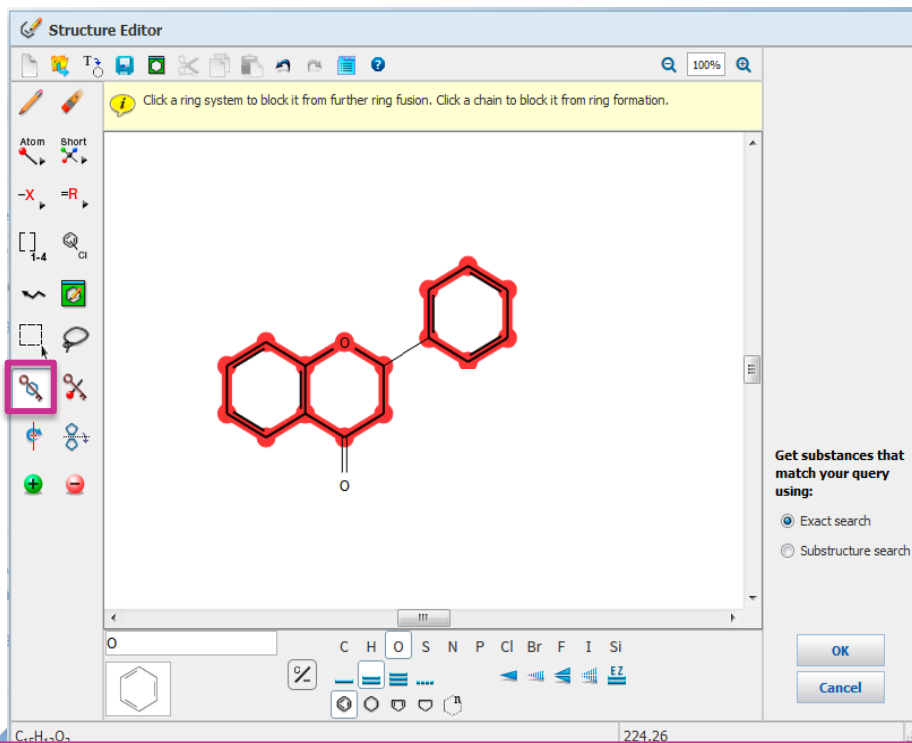 Structure Editor
T
100%
Click a ring system to block it from further ring fusion. Click a chain to block it from ring formation.
Atom Short
-X =R
[ ] 1-4 Cl
O
O
Get substances that
match your query
using:
Exact search
Substructure search
O
C H O S N P Cl Br F I Si
EZ
n
OK
Cancel
224.26